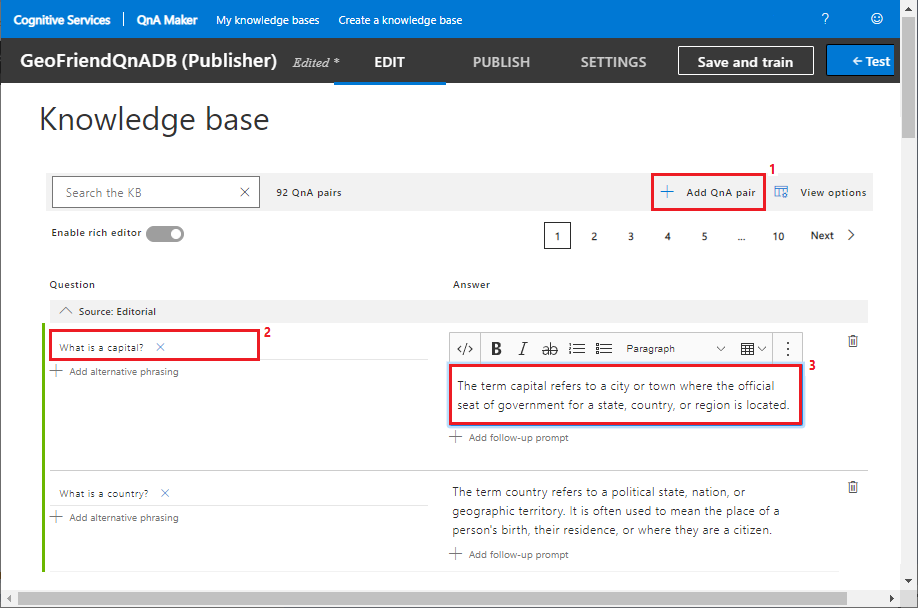 Cognitive Services QnA Maker My knowledge bases Create a knowledge base ?
GeoFriendQnADB (Publisher) Edited * EDIT PUBLISH SETTINGS Save and train ← Test
Knowledge base
1
Search the KB 92 QnA pairs Add QnA pair View options
Enable rich editor 1 2 3 4 5 ... 10 Next
Question Answer
Source: Editorial
2
What is a capital?
Add alternative phrasing
</> B I ab Paragraph
3
The term capital refers to a city or town where the official
seat of government for a state, country, or region is located.
Add follow-up prompt
What is a country?
Add alternative phrasing
The term country refers to a political state, nation, or
geographic territory. It is often used to mean the place of a
person's birth, their residence, or where they are a citizen.
Add follow-up prompt